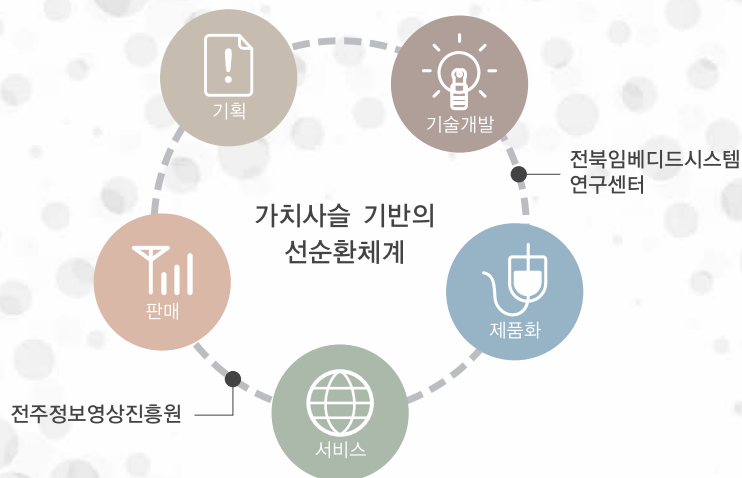 기획
기술개발
전북임베디드시스템
연구센터
가치사슬 기반의
선순환체계
판매
제품화
전주정보영상진흥원
서비스